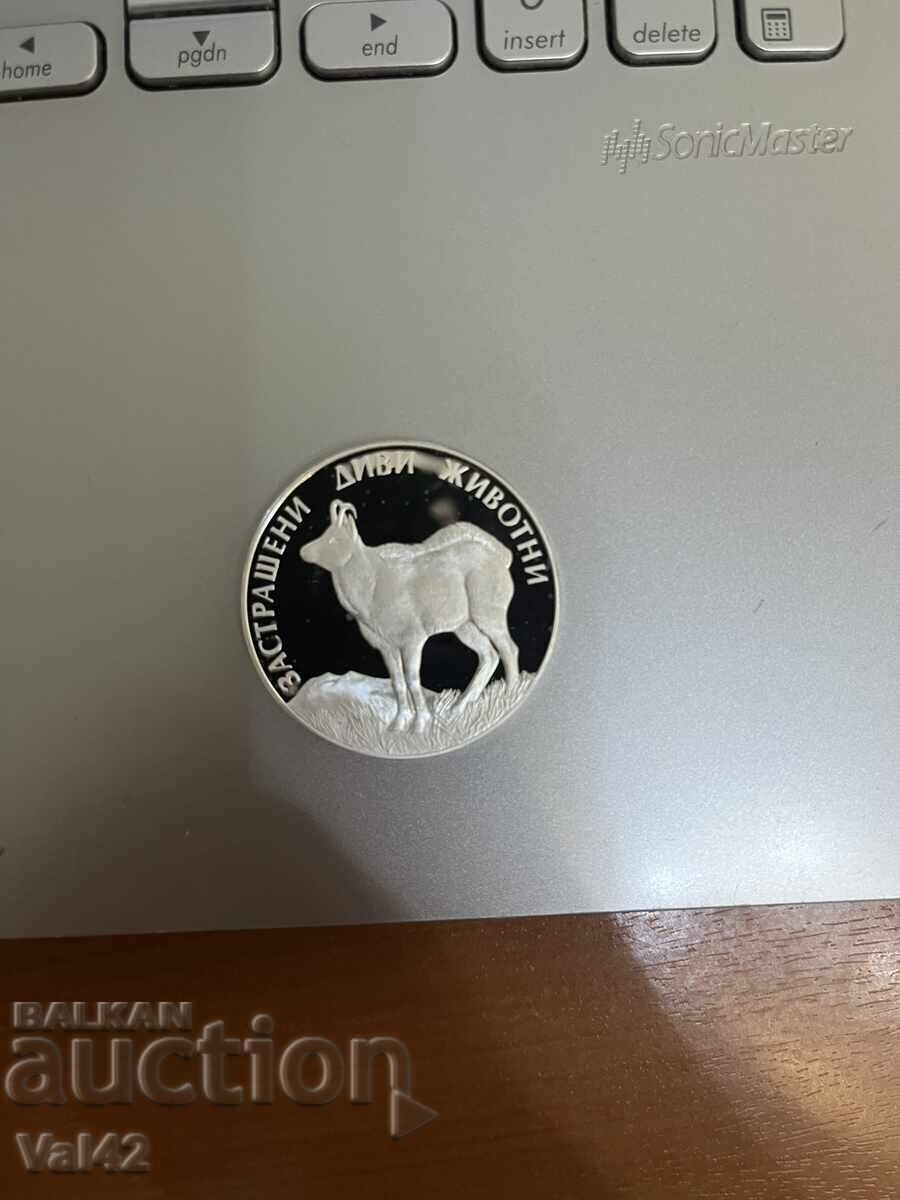 home
pgdn
end
insert
delete
SonicMaster
ЗАСТРАШЕНИ ДИВИ ЖИВОТНИ
BALKAN
auction
Val42